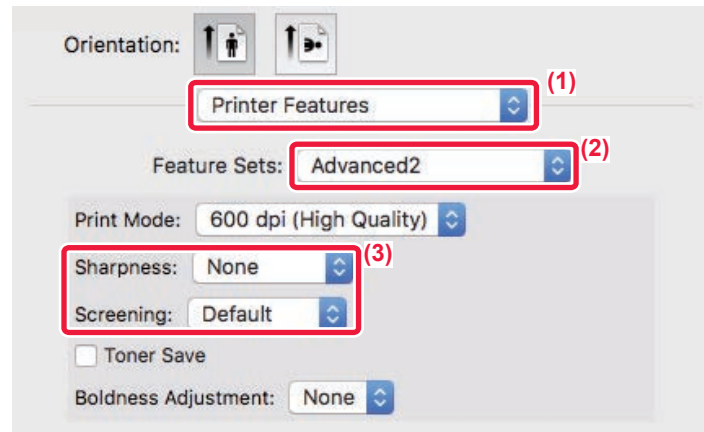 Orientation:
(1)
Printer Features
(2)
Feature Sets: Advanced2
Print Mode: 600 dpi (High Quality)
(3)
Sharpness: None
Screening: Default
Toner Save
Boldness Adjustment: None